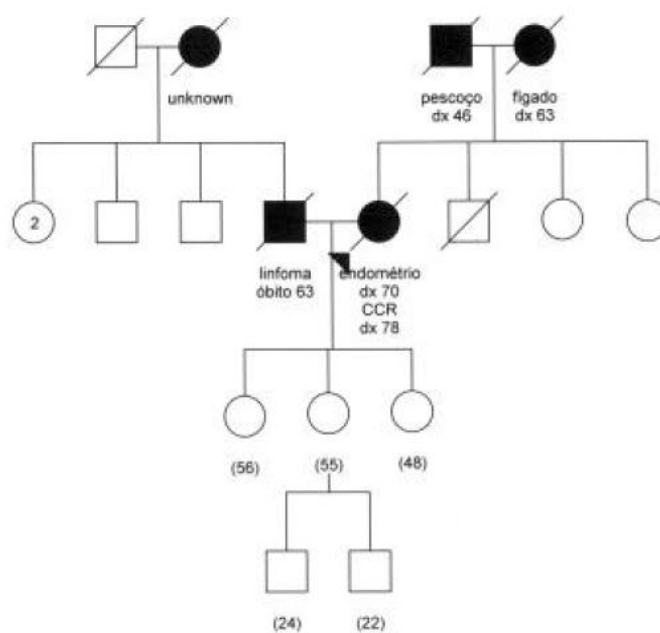 unknown
pescoço
dx 46
fígado
dx 63
2
linfoma
óbito 63
endométrio
dx 70
CCR
dx 78
(56)
(55)
(48)
(24)
(22)